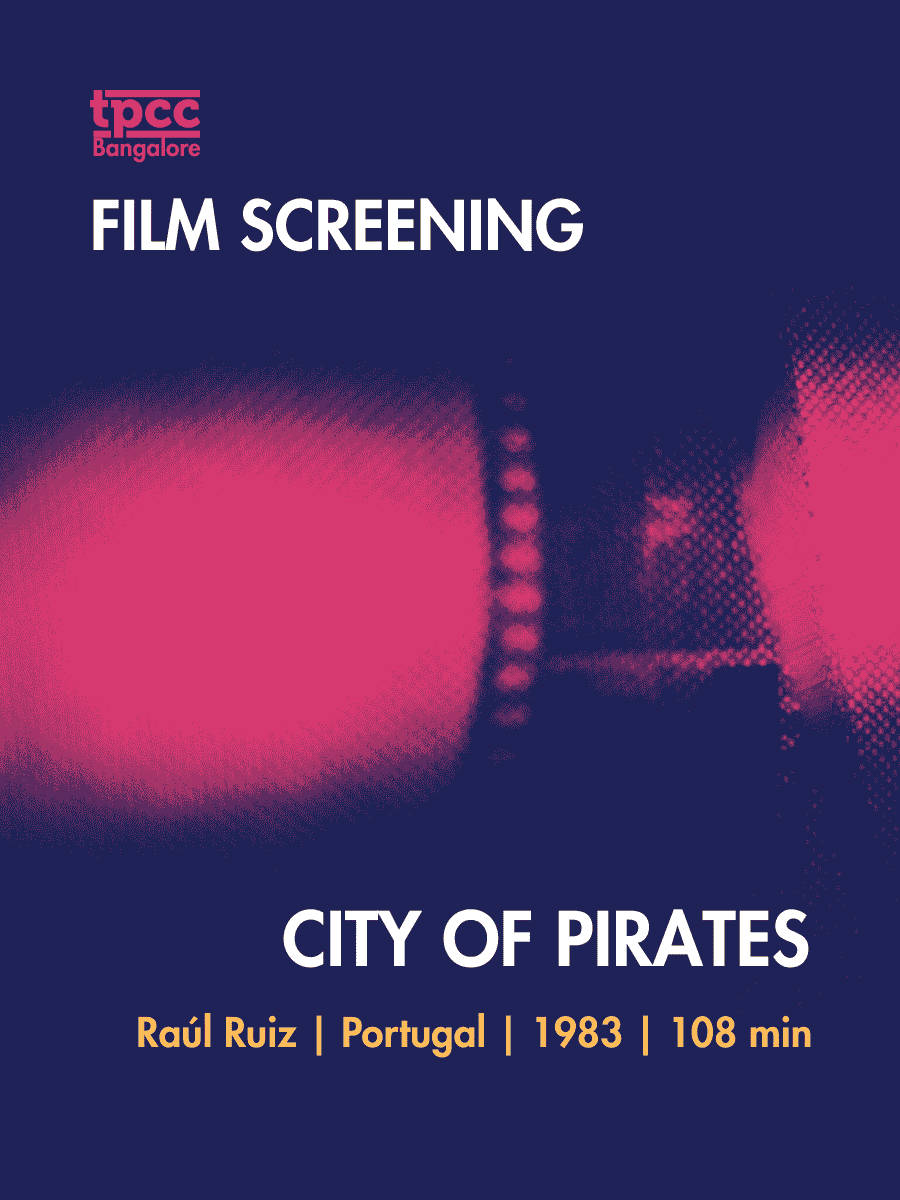 tpcc
Bangalore
FILM SCREENING
CITY OF PIRATES
Raúl Ruiz | Portugal | 1983 | 108 min